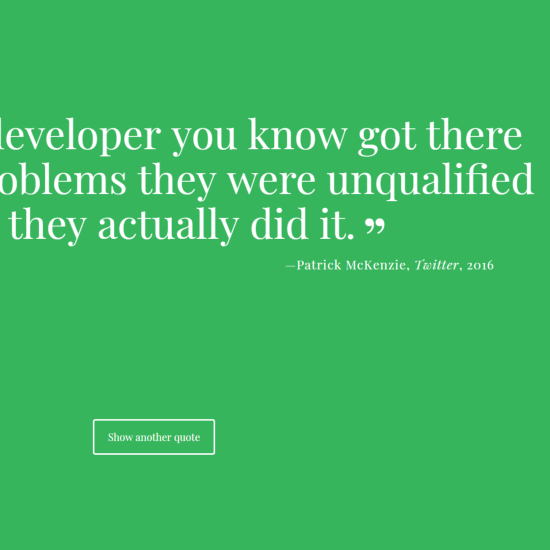 developer you know got there
they were unqualified
they actually did it.”
—Patrick McKenzie, Twitter, 2016
Show another quote